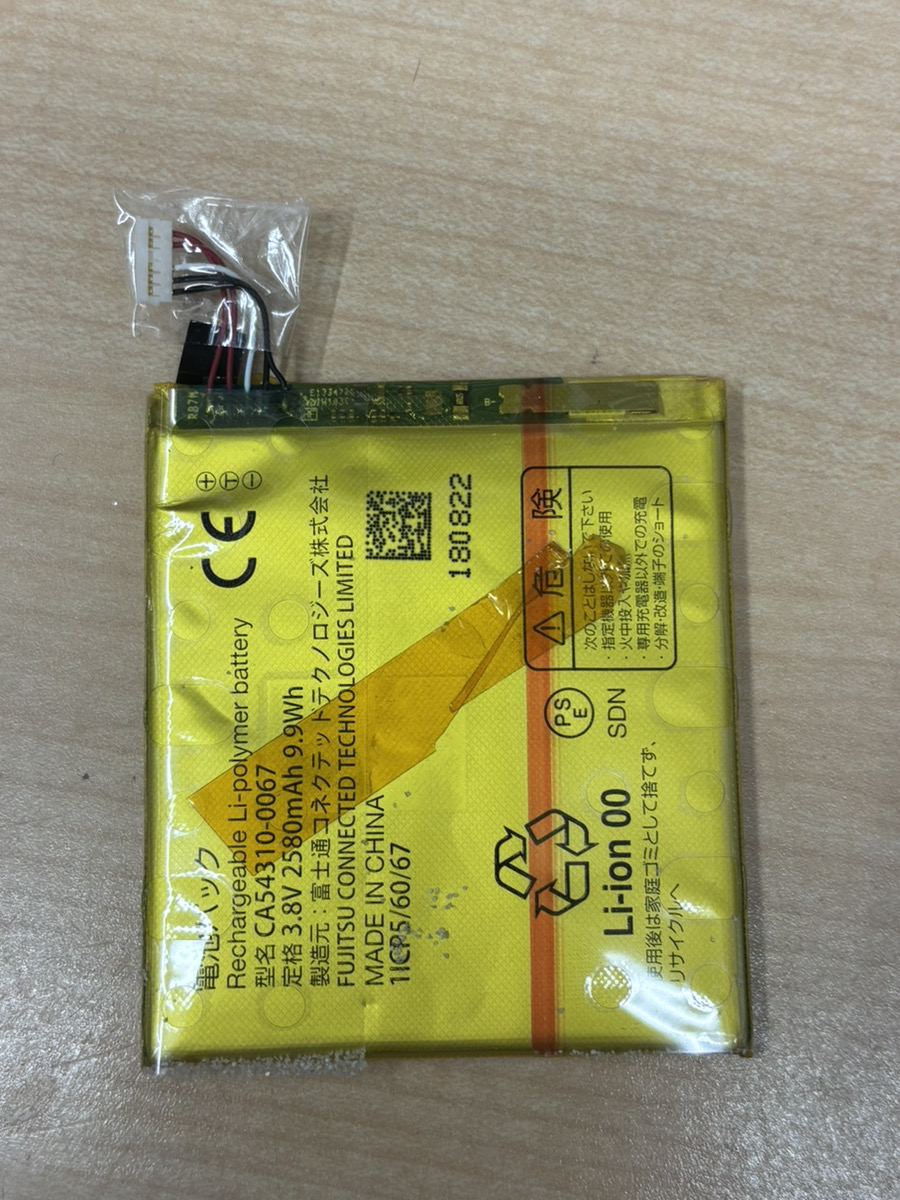 電池パック
Rechargeable Li-polymer battery
型名 CA54310-0067
定格 3.8V 2580mAh 9.9Wh
製造元：富士通コネクテッドテクノロジーズ株式会社
FUJITSU CONNECTED TECHNOLOGIES LIMITED
MADE IN CHINA
1ICP5/60/67
CE
180822
Li-ion 00
使用後は家庭ゴミとして捨てず、
リサイクルへ
PS
E
SDN
危険
次のことはしないで下さい
・指定機器以外での使用
・火中投入や加熱
・専用充電器以外での充電
・分解・改造・端子のショート
R87M
B-